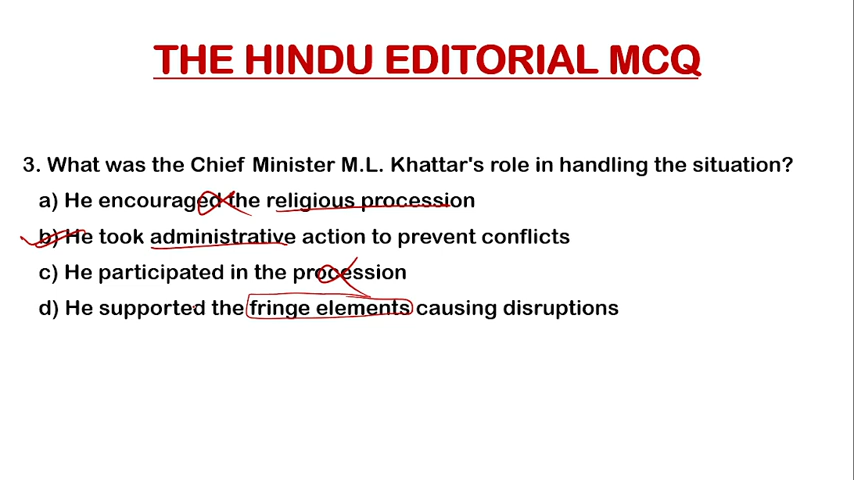 THE HINDU EDITORIAL MCQ
3. What was the Chief Minister M.L. Khattar's role in handling the situation?
a) He encouraged the religious procession
b) He took administrative action to prevent conflicts
c) He participated in the procession
d) He supported the fringe elements causing disruptions